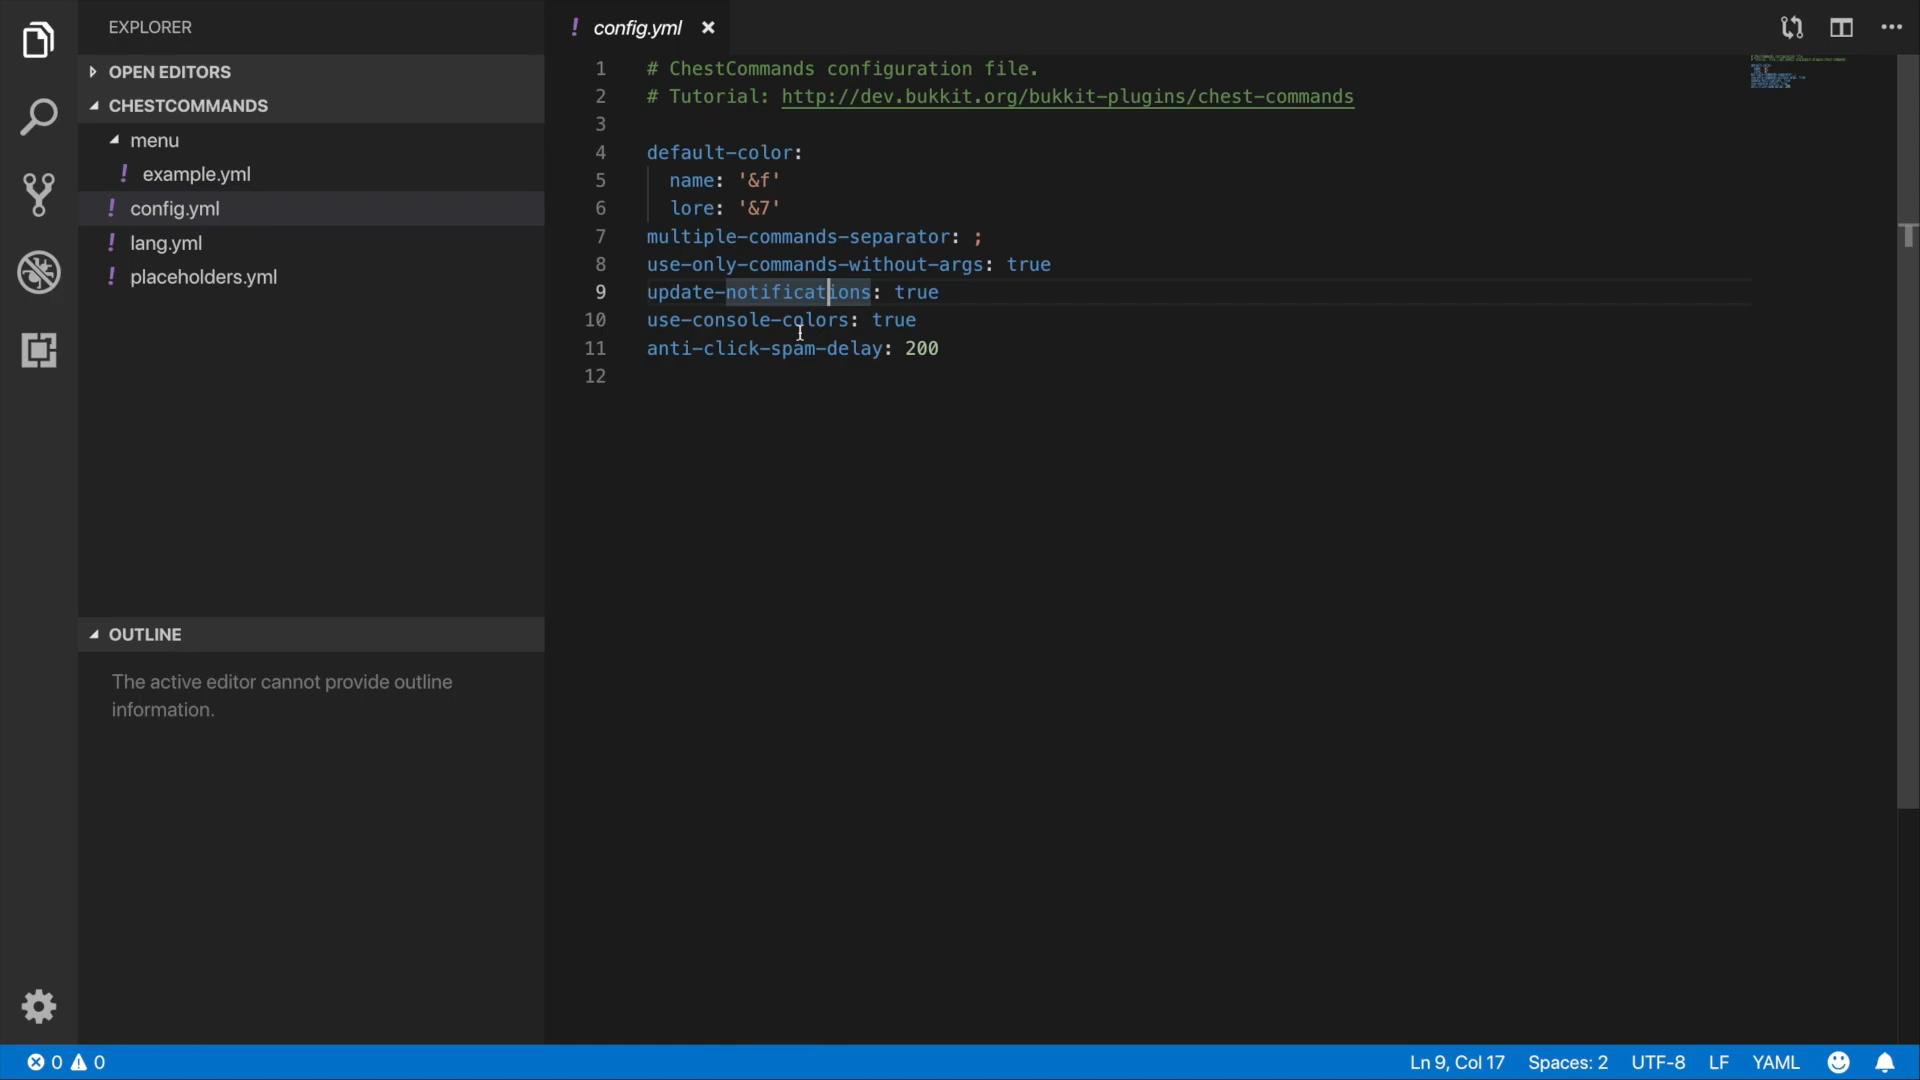 EXPLORER
OPEN EDITORS
CHESTCOMMANDS
menu
! example.yml
! config.yml
! lang.yml
! placeholders.yml
OUTLINE
The active editor cannot provide outline
information.
! config.yml ×
1 # ChestCommands configuration file.
2 # Tutorial: http://dev.bukkit.org/bukkit-plugins/chest-commands
3
4 default-color:
5   name: '&f'
6   lore: '&7'
7 multiple-commands-separator: ;
8 use-only-commands-without-args: true
9 update-notifications: true
10 use-console-colors: true
11 anti-click-spam-delay: 200
12
0 0 Ln 9, Col 17 Spaces: 2 UTF-8 LF YAML